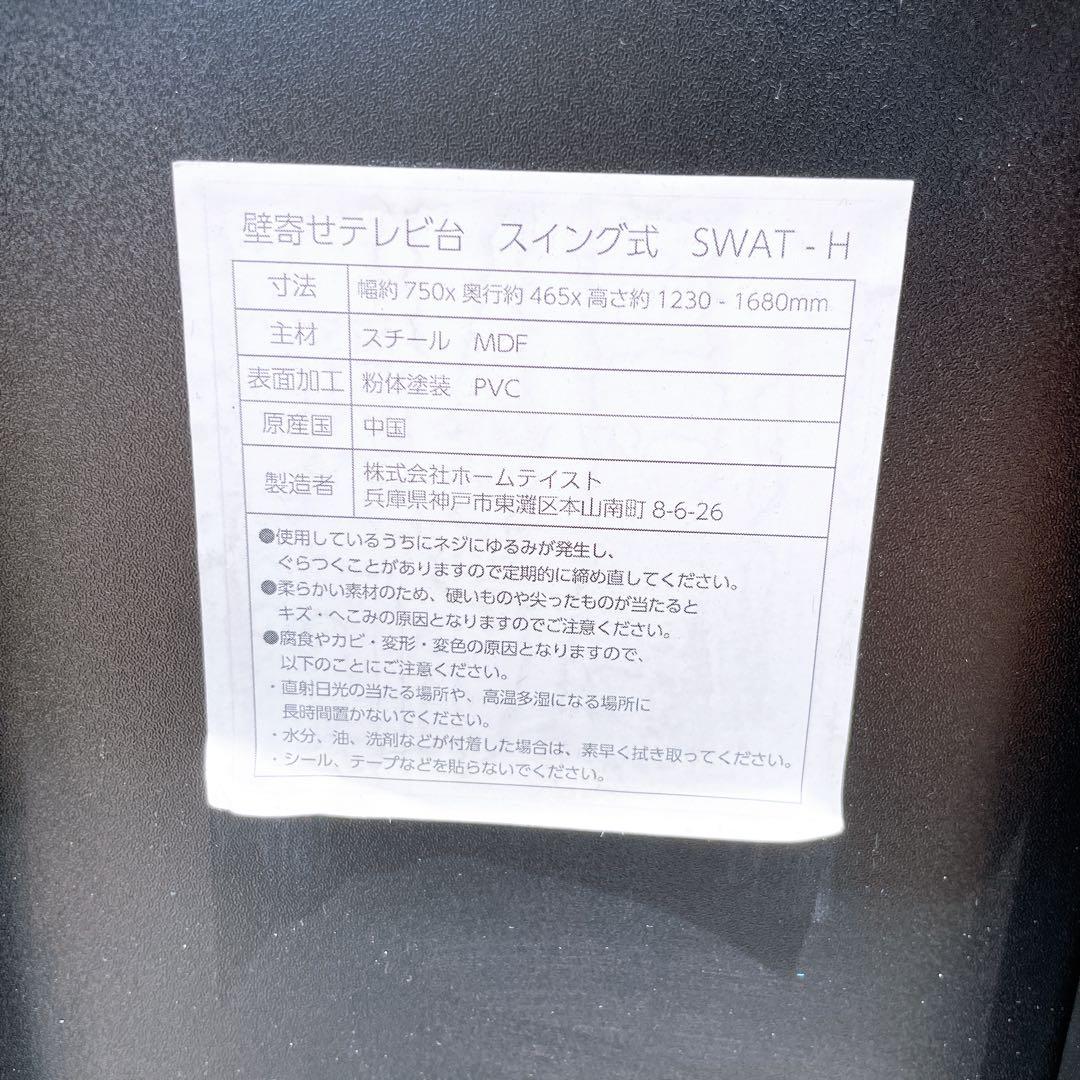 壁寄せテレビ台　スイング式　SWAT - H
寸法 幅約 750x 奥行約 465x 高さ約 1230 - 1680mm
主材 スチール　MDF
表面加工 粉体塗装　PVC
原産国 中国
製造者 株式会社ホームテイスト
兵庫県神戸市東灘区本山南町 8-6-26
●使用しているうちにネジにゆるみが発生し、
ぐらつくことがありますので定期的に締め直してください。
●柔らかい素材のため、硬いものや尖ったものが当たると
キズ・へこみの原因となりますのでご注意ください。
●腐食やカビ・変形・変色の原因となりますので、
以下のことにご注意ください。
・直射日光の当たる場所や、高温多湿になる場所に
長時間置かないでください。
・水分、油、洗剤などが付着した場合は、素早く拭き取ってください。
・シール、テープなどを貼らないでください。